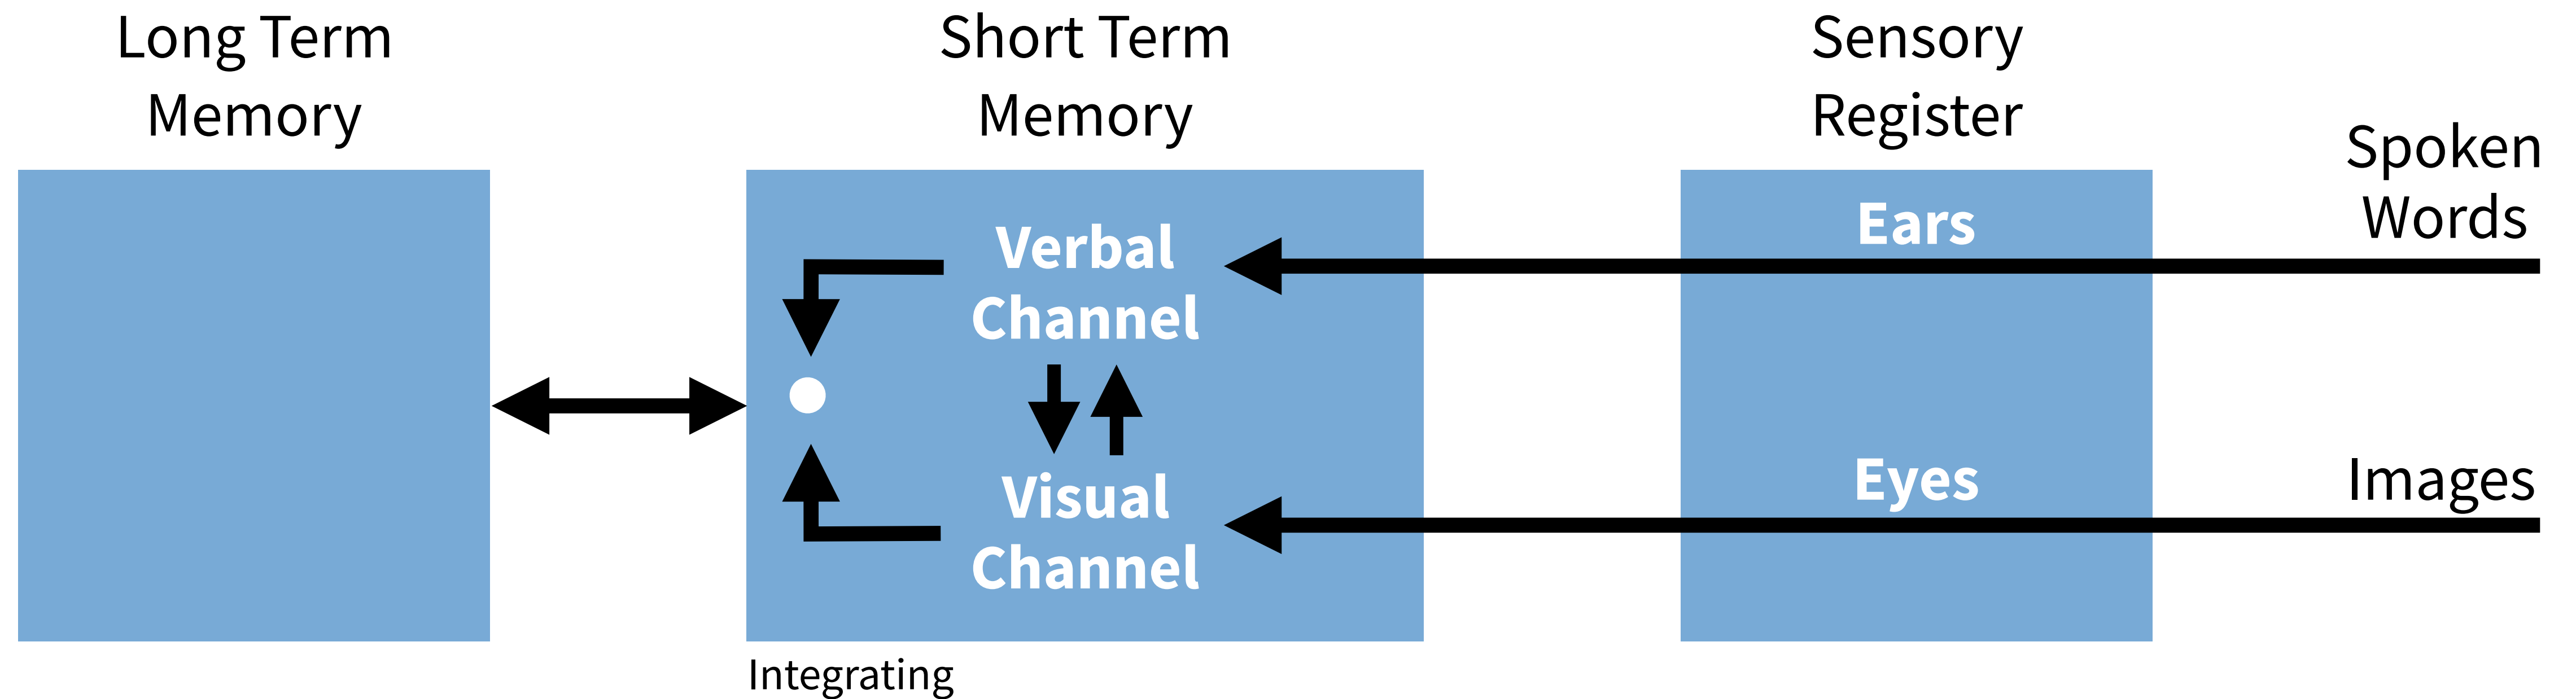 Long Term
Memory
Short Term
Memory
Sensory
Register
Spoken
Words
Ears
Verbal
Channel
Images
Eyes
Visual
Channel
Integrating